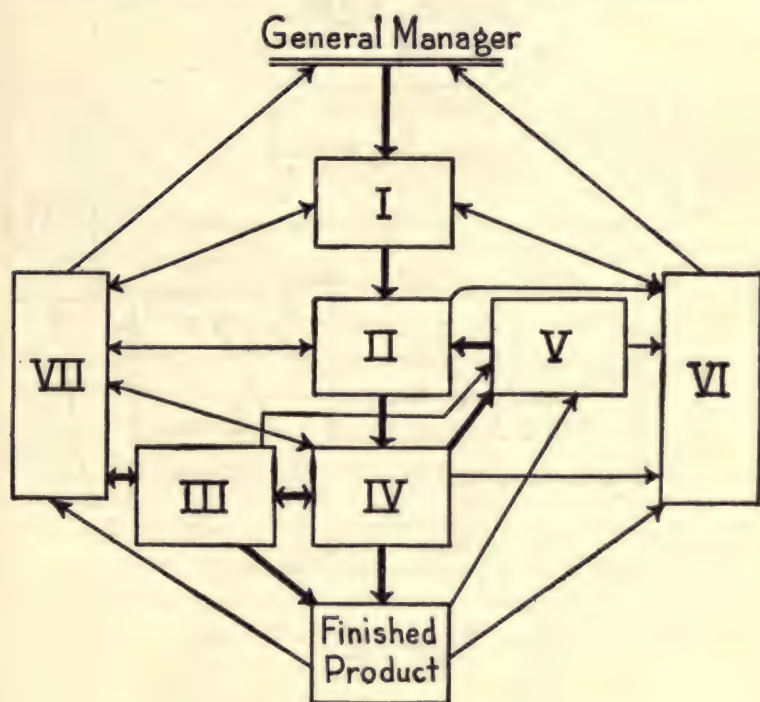 General Manager
I
II
V
VII
VI
III
IV
Finished
Product